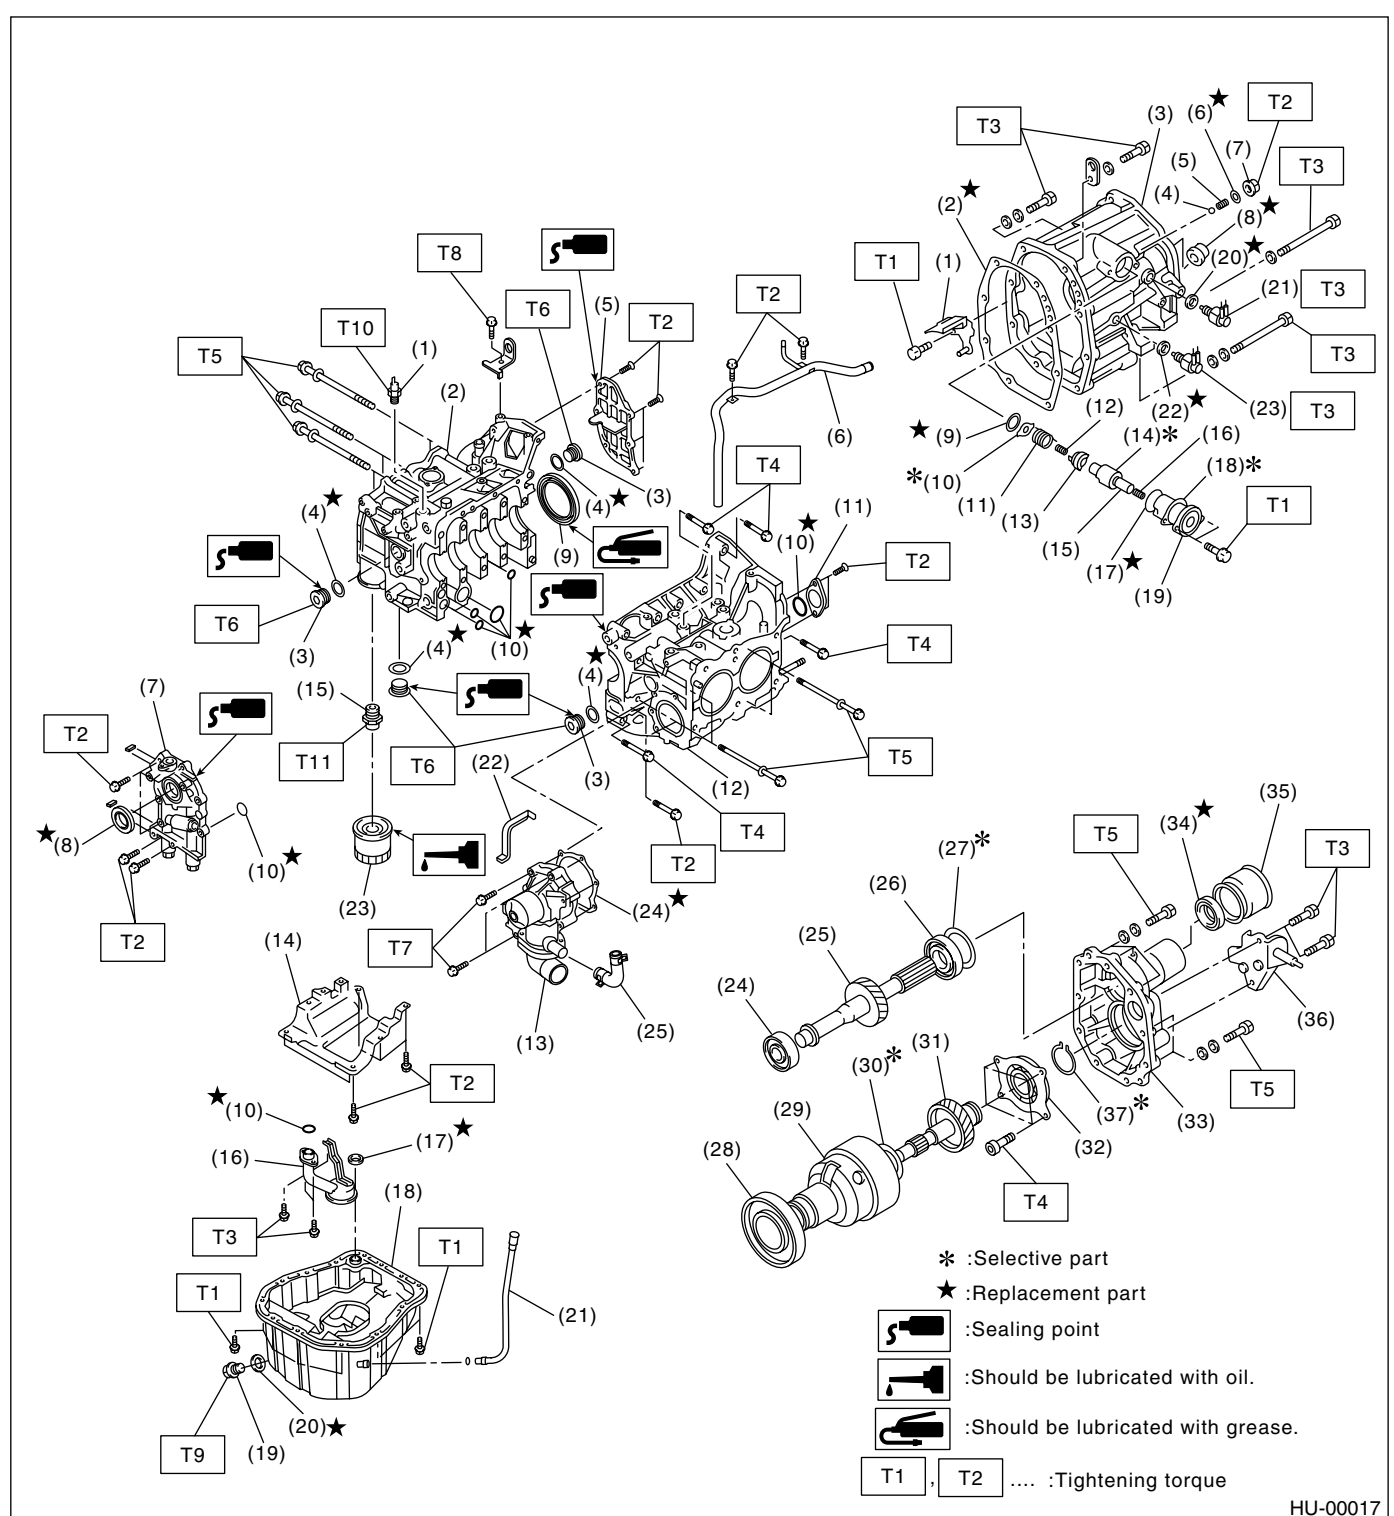 T3
(3)
(6)★
T2
(7)
(5)
T3
(4)
(2)★
(8)★
(20)★
T1
(1)
(21)
T3
T3
(22)★
(23)
T3
★(9)
(12)
(14)*
(16)
*(10)
(18)*
T1
(11)
(13)
(15)
(17)★
(19)
T8
T6
(5)
T2
T2
T10
(1)
T5
(2)
(6)
T4
(3)
(4)★
(4)★
(9)
(10)★
(11)
T2
T6
(3)
(4)★
(10)★
T4
(4)★
(7)
(15)
T2
T11
T6
(22)
(3)
(12)
T5
★(8)
(10)★
T4
T2
(23)
(24)★
T2
T7
(14)
(13)
(25)
T2
★(10)
(17)★
(16)
(18)
T3
T1
T1
(21)
(20)★
T9
(19)
(35)
(34)★
T5
T3
(27)*
(26)
(25)
(24)
(36)
(31)
(30)*
T5
(37)*
(33)
(29)
(32)
(28)
T4
* :Selective part
★ :Replacement part
:Sealing point
:Should be lubricated with oil.
:Should be lubricated with grease.
T1 , T2 .... :Tightening torque
HU-00017